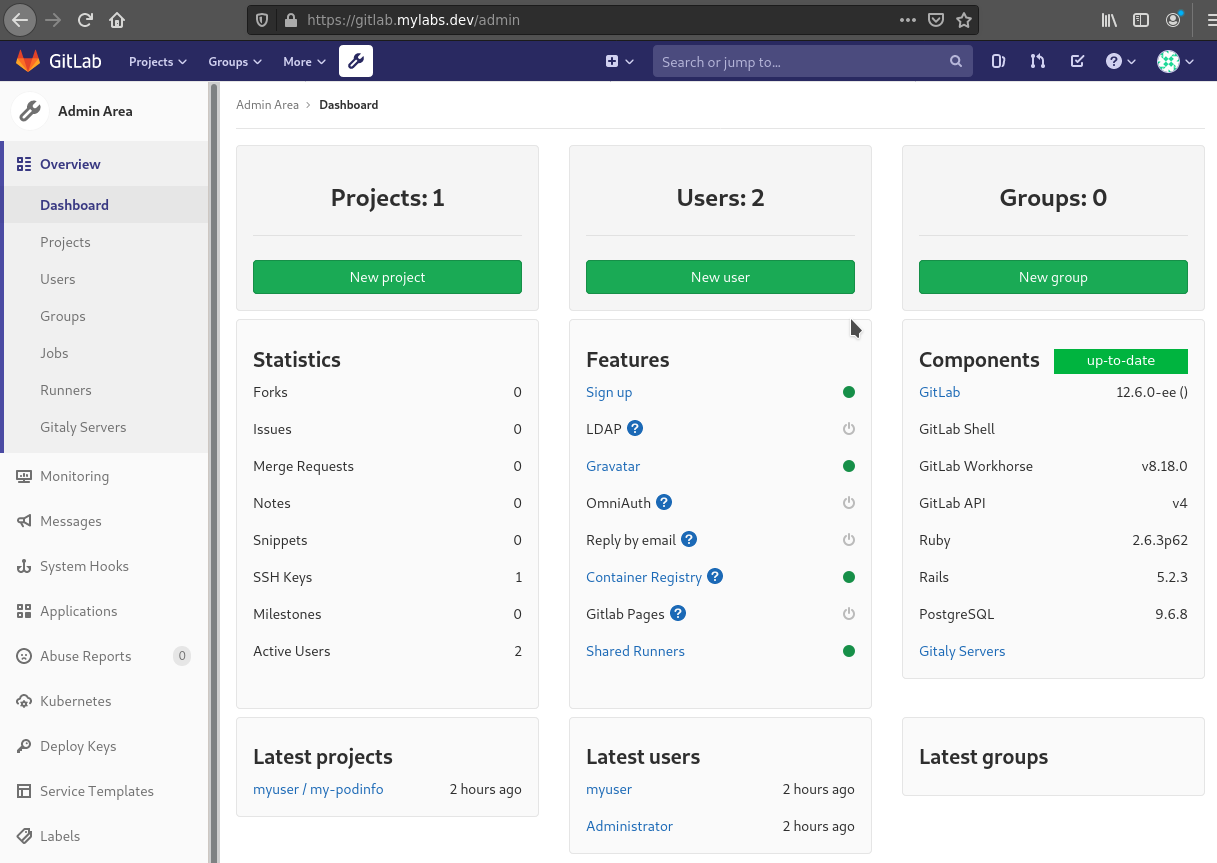 https://gitlab.mylabs.dev/admin
GitLab Projects Groups More Search or jump to...
Admin Area
Overview
Dashboard
Projects
Users
Groups
Jobs
Runners
Gitaly Servers
Monitoring
Messages
System Hooks
Applications
Abuse Reports 0
Kubernetes
Deploy Keys
Service Templates
Labels
Admin Area › Dashboard
Projects: 1
New project
Users: 2
New user
Groups: 0
New group
Statistics
Forks 0
Issues 0
Merge Requests 0
Notes 0
Snippets 0
SSH Keys 1
Milestones 0
Active Users 2
Features
Sign up
LDAP
Gravatar
OmniAuth
Reply by email
Container Registry
Gitlab Pages
Shared Runners
Components up-to-date
GitLab 12.6.0-ee ()
GitLab Shell
GitLab Workhorse v8.18.0
GitLab API v4
Ruby 2.6.3p62
Rails 5.2.3
PostgreSQL 9.6.8
Gitaly Servers
Latest projects
myuser / my-podinfo 2 hours ago
Latest users
myuser 2 hours ago
Administrator 2 hours ago
Latest groups